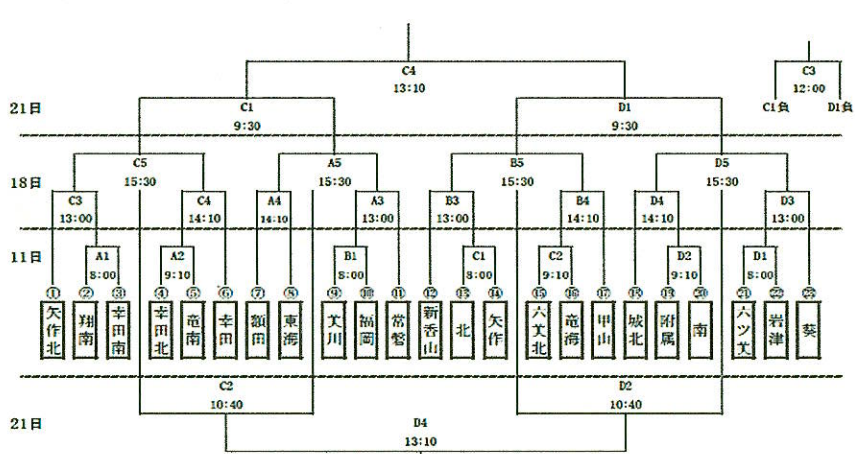 C4
13:10
C3
12:00
C1負 D1負
21日
C1
9:30
D1
9:30
18日
C5
15:30
A5
15:30
B5
15:30
D5
15:30
C3
13:00
C4
14:10
A4
14:10
A3
13:00
B3
13:00
B4
14:10
D4
14:10
D3
13:00
11日
A1
8:00
A2
9:10
B1
8:00
C1
8:00
C2
9:10
D2
9:10
D1
8:00
① ② ③ ④ ⑤ ⑥ ⑦ ⑧ ⑨ ⑩ ⑪ ⑫ ⑬ ⑭ ⑮ ⑯ ⑰ ⑱ ⑲ ⑳ ㉑ ㉒ ㉓
矢作北
翔南
幸田南
幸田北
竜南
幸田
額田
東海
美川
福岡
常磐
新香山
北
矢作
六美北
竜海
甲山
城北
附属
南
六ツ美
岩津
葵
C2
10:40
D2
10:40
21日
D4
13:10